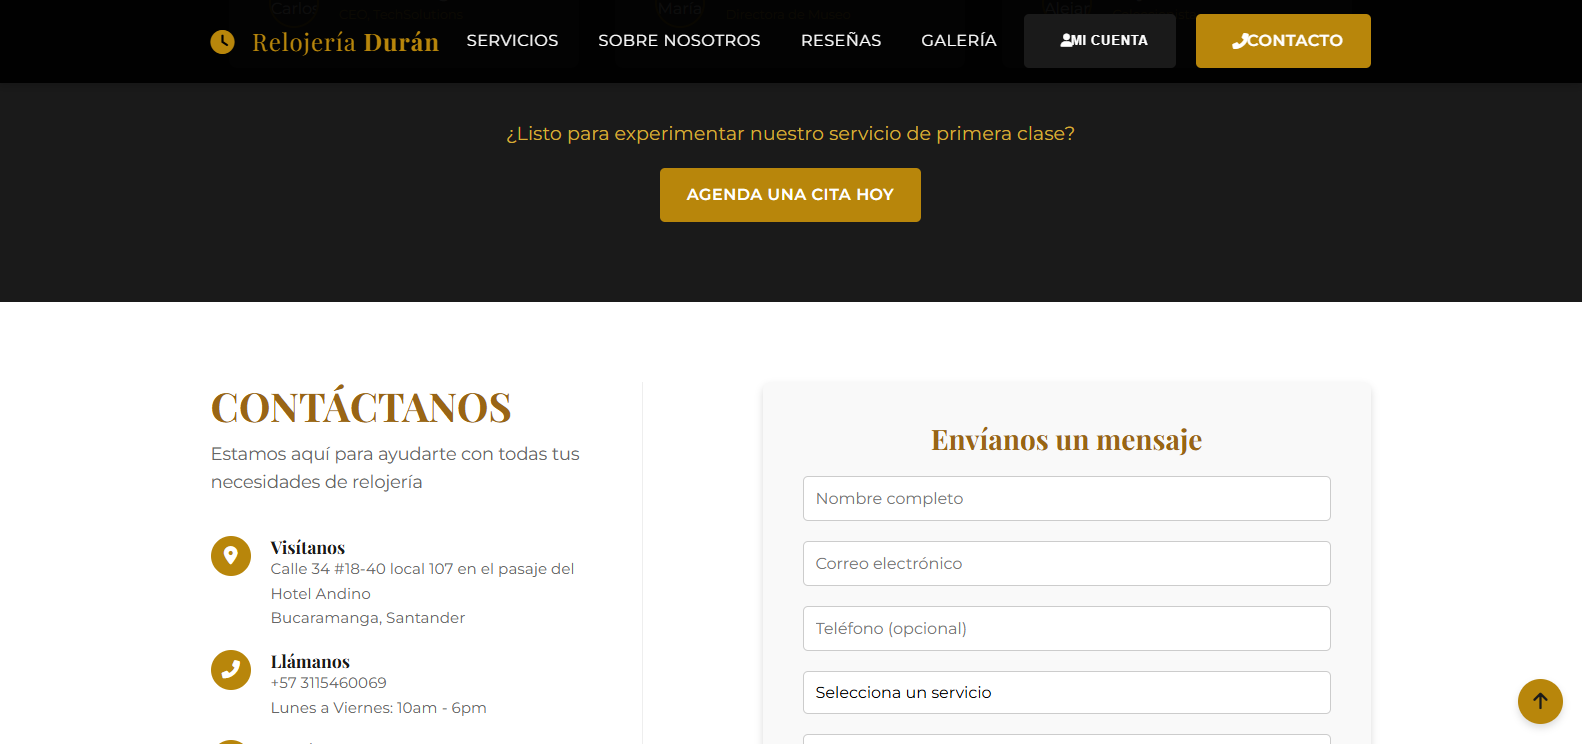 Relojería Durán
SERVICIOS
SOBRE NOSOTROS
RESEÑAS
GALERÍA
MI CUENTA
CONTACTO
¿Listo para experimentar nuestro servicio de primera clase?
AGENDA UNA CITA HOY
CONTÁCTANOS
Estamos aquí para ayudarte con todas tus
necesidades de relojería
Visítanos
Calle 34 #18-40 local 107 en el pasaje del
Hotel Andino
Bucaramanga, Santander
Llámanos
+57 3115460069
Lunes a Viernes: 10am - 6pm
Envíanos un mensaje
Nombre completo
Correo electrónico
Teléfono (opcional)
Selecciona un servicio